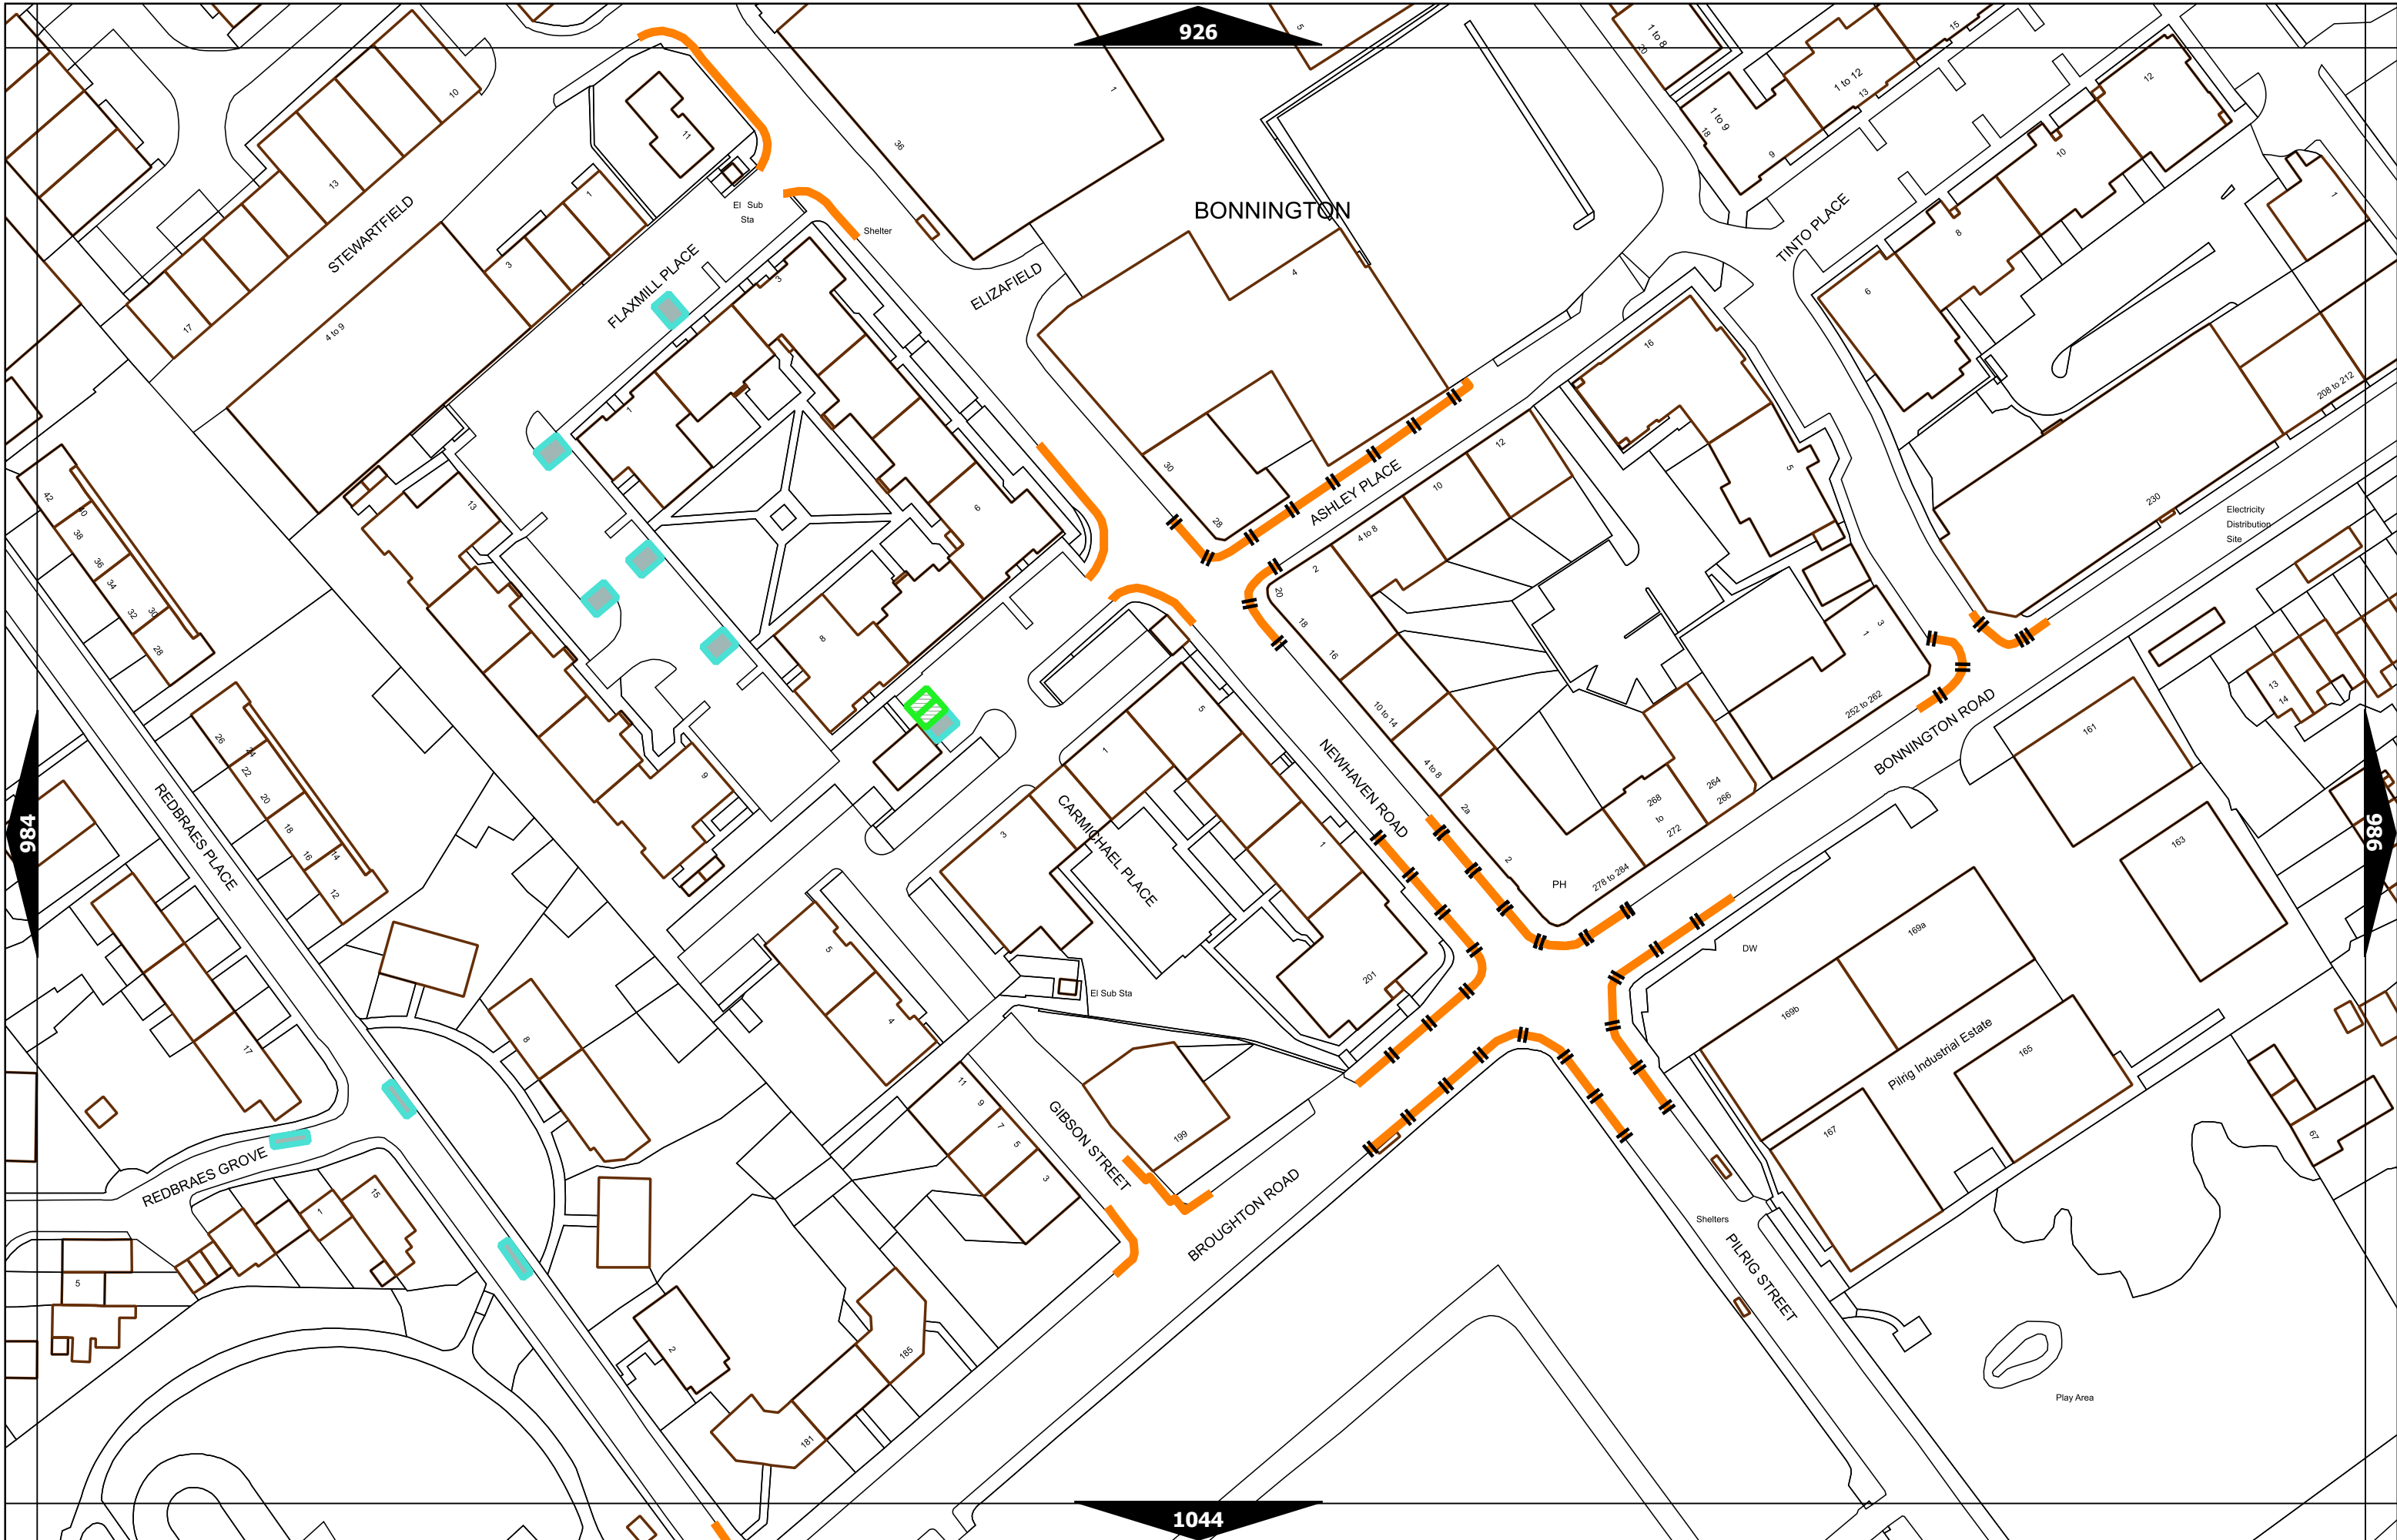 926
5
1 to 8
20
15
1 to 12
13
12
10
1
11
36
1 to 9
18
9
10
13
1
BONNINGTON
El Sub
Sta
Shelter
STEWARTFIELD
TINTO PLACE
1
8
3
FLAXMILL PLACE
ELIZAFIELD
4
3
6
17
4 to 9
16
208 to 212
1
12
30
10
5
42
40
13
ASHLEY PLACE
230
38
6
28
4 to 8
Electricity
Distribution
Site
36
34
2
32
30
20
28
8
18
3
1
16
13
14
5
10 to 14
252 to 262
BONNINGTON ROAD
161
26
24
22
1
NEWHAVEN ROAD
4 to 8
9
264
266
20
268
to
272
2a
18
REDBRAES PLACE
CARMICHAEL PLACE
984
986
3
1
163
16
14
2
12
PH
278 to 284
169a
5
DW
201
El Sub Sta
169b
4
8
17
Pilrig Industrial Estate
165
11
9
7
5
3
GIBSON STREET
199
167
67
REDBRAES GROVE
15
1
BROUGHTON ROAD
Shelters
PILRIG STREET
5
2
185
Play Area
181
1044